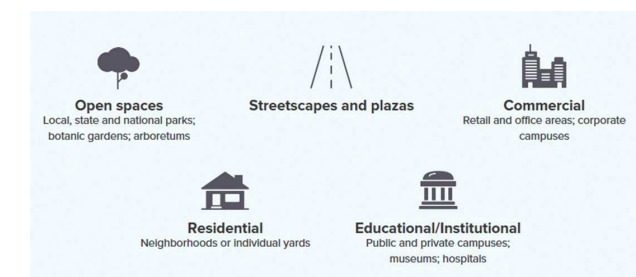 Open spaces
Local, state and national parks;
botanic gardens; arboretums
Streetscapes and plazas
Commercial
Retail and office areas; corporate
campuses
Residential
Neighborhoods or individual yards
Educational/Institutional
Public and private campuses;
museums; hospitals